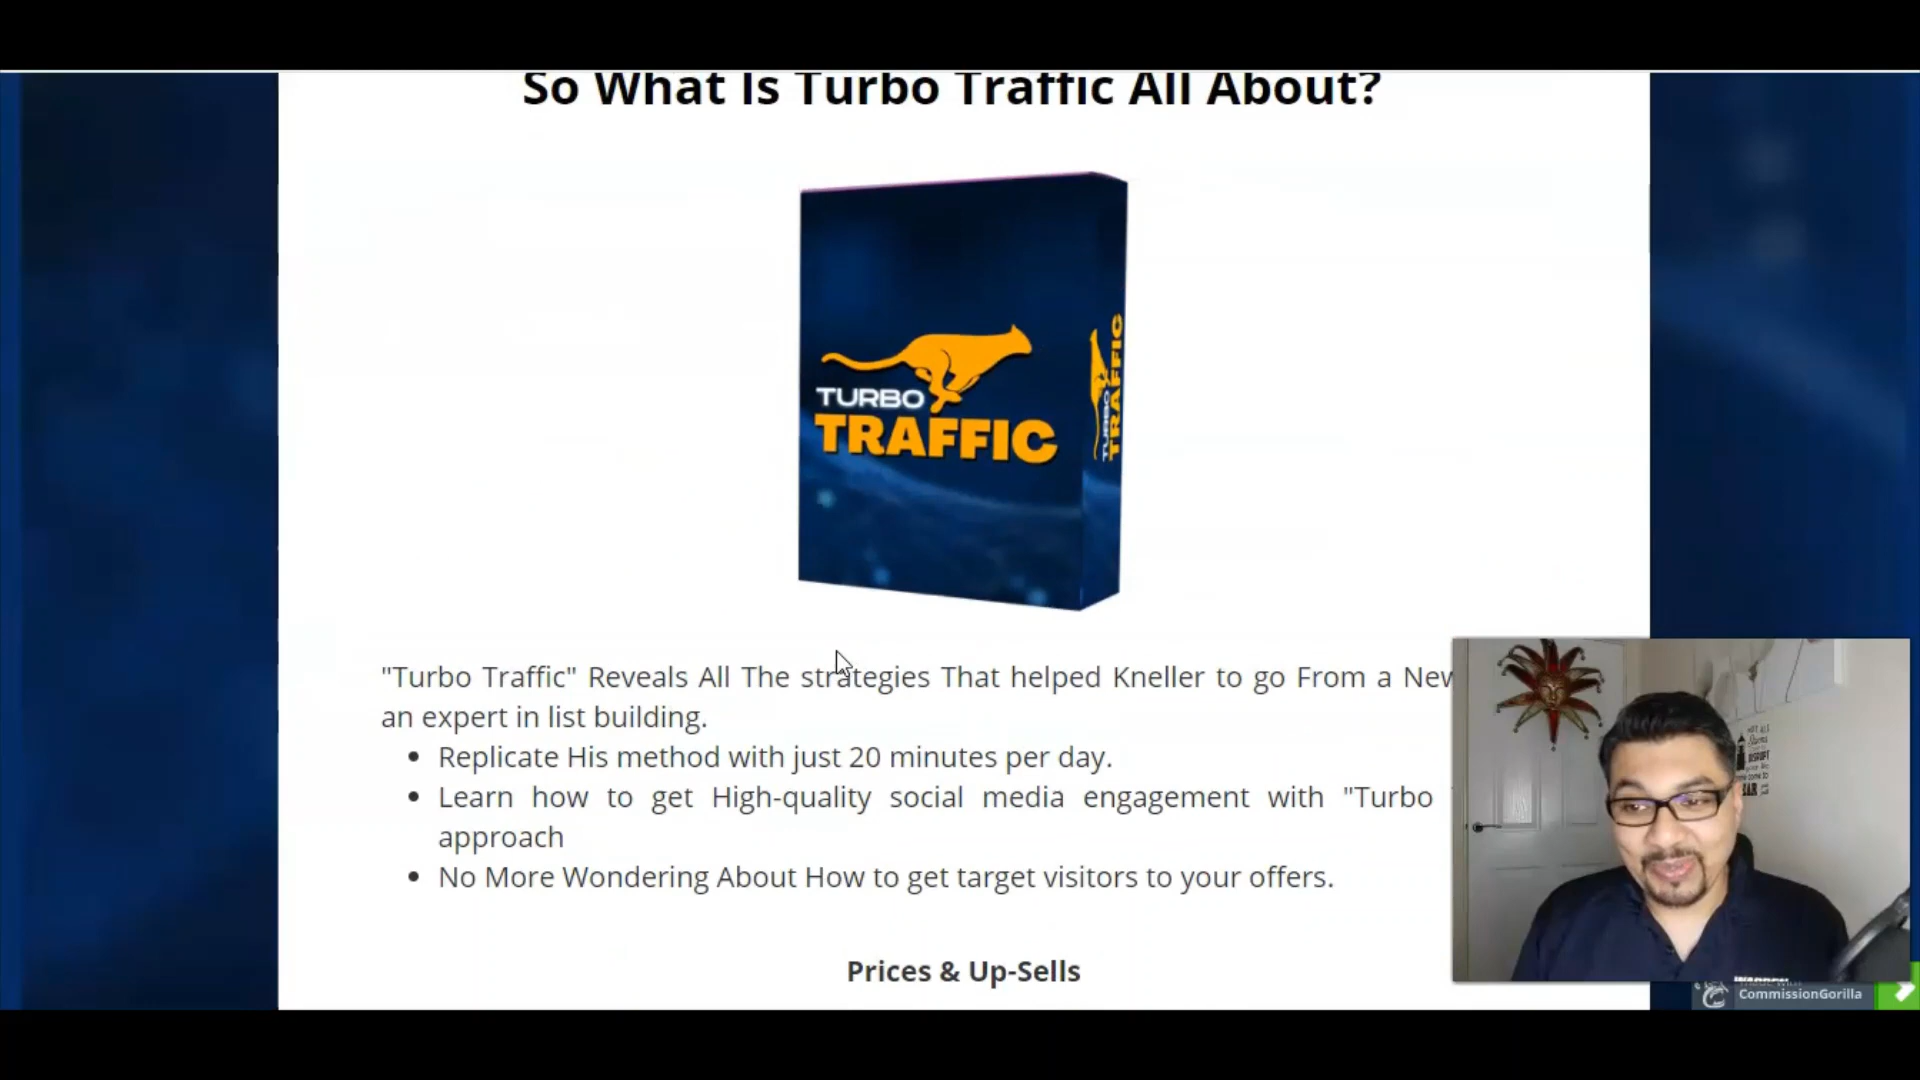 So What Is Turbo Traffic All About?
TURBO
TRAFFIC
TURBO
TRAFFIC
"Turbo Traffic" Reveals All The strategies That helped Kneller to go From a New
an expert in list building.
• Replicate His method with just 20 minutes per day.
• Learn how to get High-quality social media engagement with "Turbo
approach
• No More Wondering About How to get target visitors to your offers.
Prices & Up-Sells
DISRUPT
CommissionGorilla